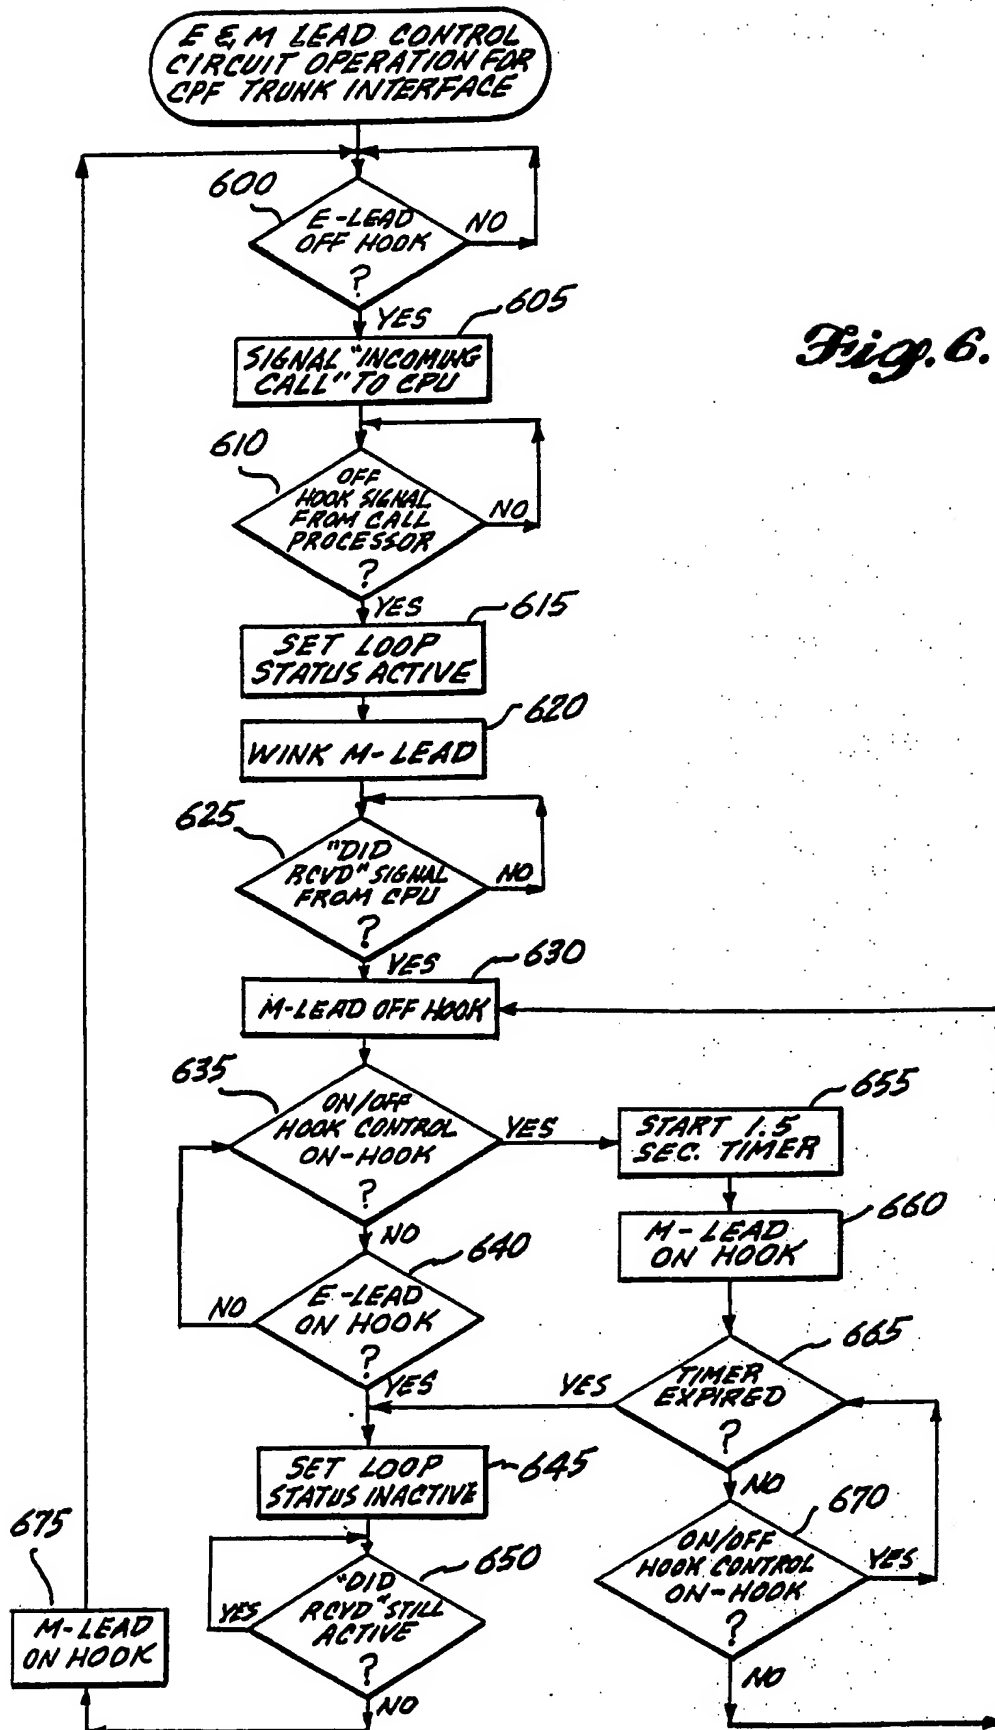 E & M LEAD CONTROL
CIRCUIT OPERATION FOR
CPF TRUNK INTERFACE
600
E-LEAD
OFF HOOK
?
NO
YES
605
SIGNAL "INCOMING
CALL" TO CPU
Fig. 6.
610
OFF
HOOK SIGNAL
FROM CALL
PROCESSOR
?
NO
YES
615
SET LOOP
STATUS ACTIVE
620
WINK M-LEAD
625
"DID
RCVD" SIGNAL
FROM CPU
?
NO
YES
630
M-LEAD OFF HOOK
635
ON/OFF
HOOK CONTROL
ON-HOOK
?
YES
NO
655
START 1.5
SEC. TIMER
660
M-LEAD
ON HOOK
640
E-LEAD
ON HOOK
?
NO
YES
665
TIMER
EXPIRED
?
YES
NO
645
SET LOOP
STATUS INACTIVE
670
ON/OFF
HOOK CONTROL
ON-HOOK
?
YES
NO
650
"DID
RCVD" STILL
ACTIVE
?
YES
NO
675
M-LEAD
ON HOOK